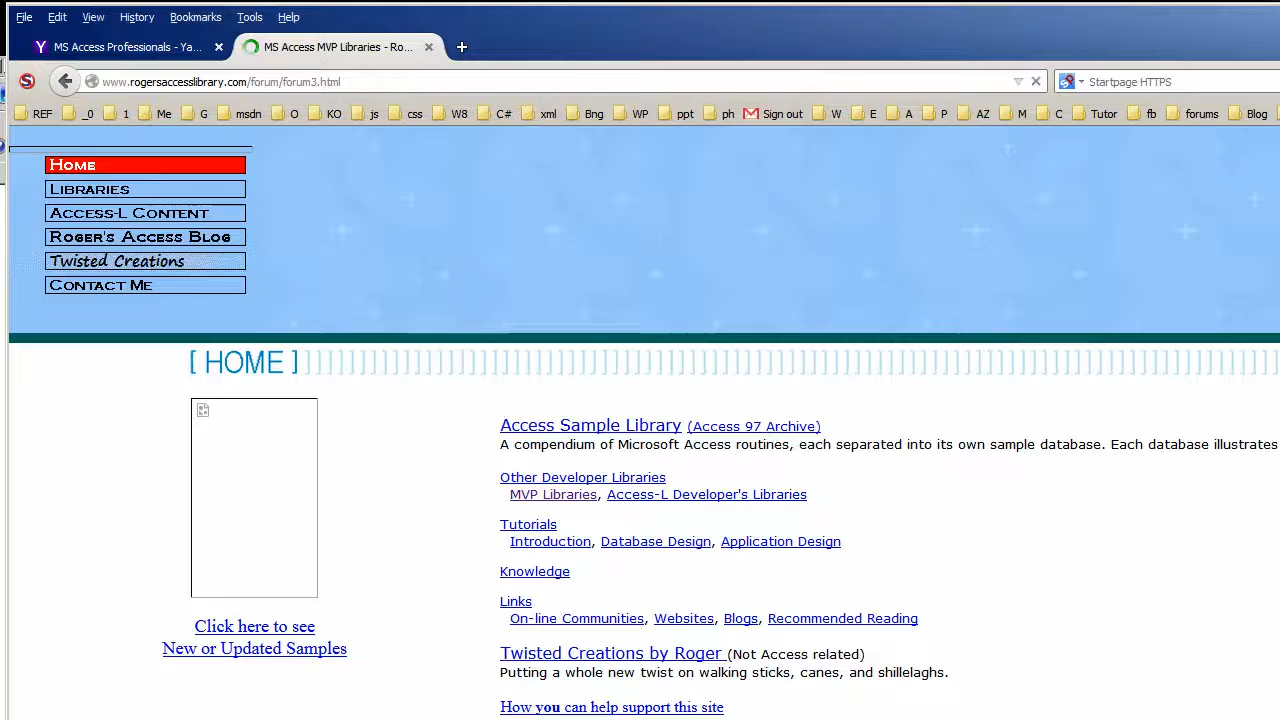 File Edit View History Bookmarks Tools Help
MS Access Professionals - Ya... MS Access MVP Libraries - Ro...
www.rogersaccesslibrary.com/forum/forum3.html Startpage HTTPS
REF _0 1 Me G msdn O KO js css W8 C# xml Bng WP ppt ph Sign out W E A P AZ M C Tutor fb forums Blog
Home
Libraries
Access-L Content
Roger's Access Blog
Twisted Creations
Contact Me
[ HOME ]
Access Sample Library (Access 97 Archive)
A compendium of Microsoft Access routines, each separated into its own sample database. Each database illustrates
Other Developer Libraries
MVP Libraries, Access-L Developer's Libraries
Tutorials
Introduction, Database Design, Application Design
Knowledge
Links
On-line Communities, Websites, Blogs, Recommended Reading
Click here to see
New or Updated Samples
Twisted Creations by Roger (Not Access related)
Putting a whole new twist on walking sticks, canes, and shillelaghs.
How you can help support this site